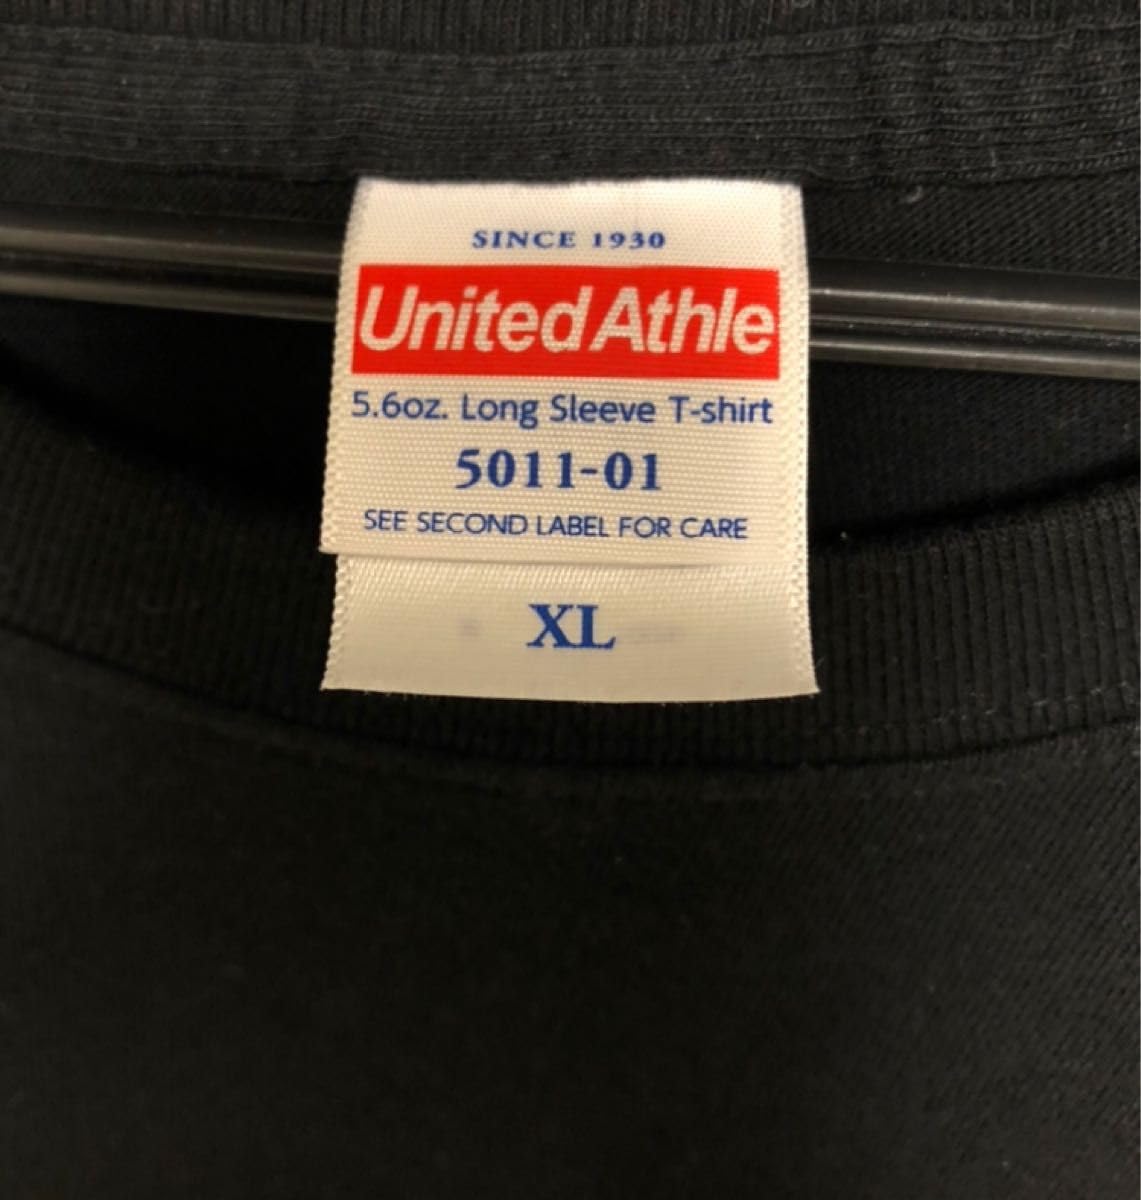 SINCE 1930
United Athle
5.6oz. Long Sleeve T-shirt
5011-01
SEE SECOND LABEL FOR CARE
XL